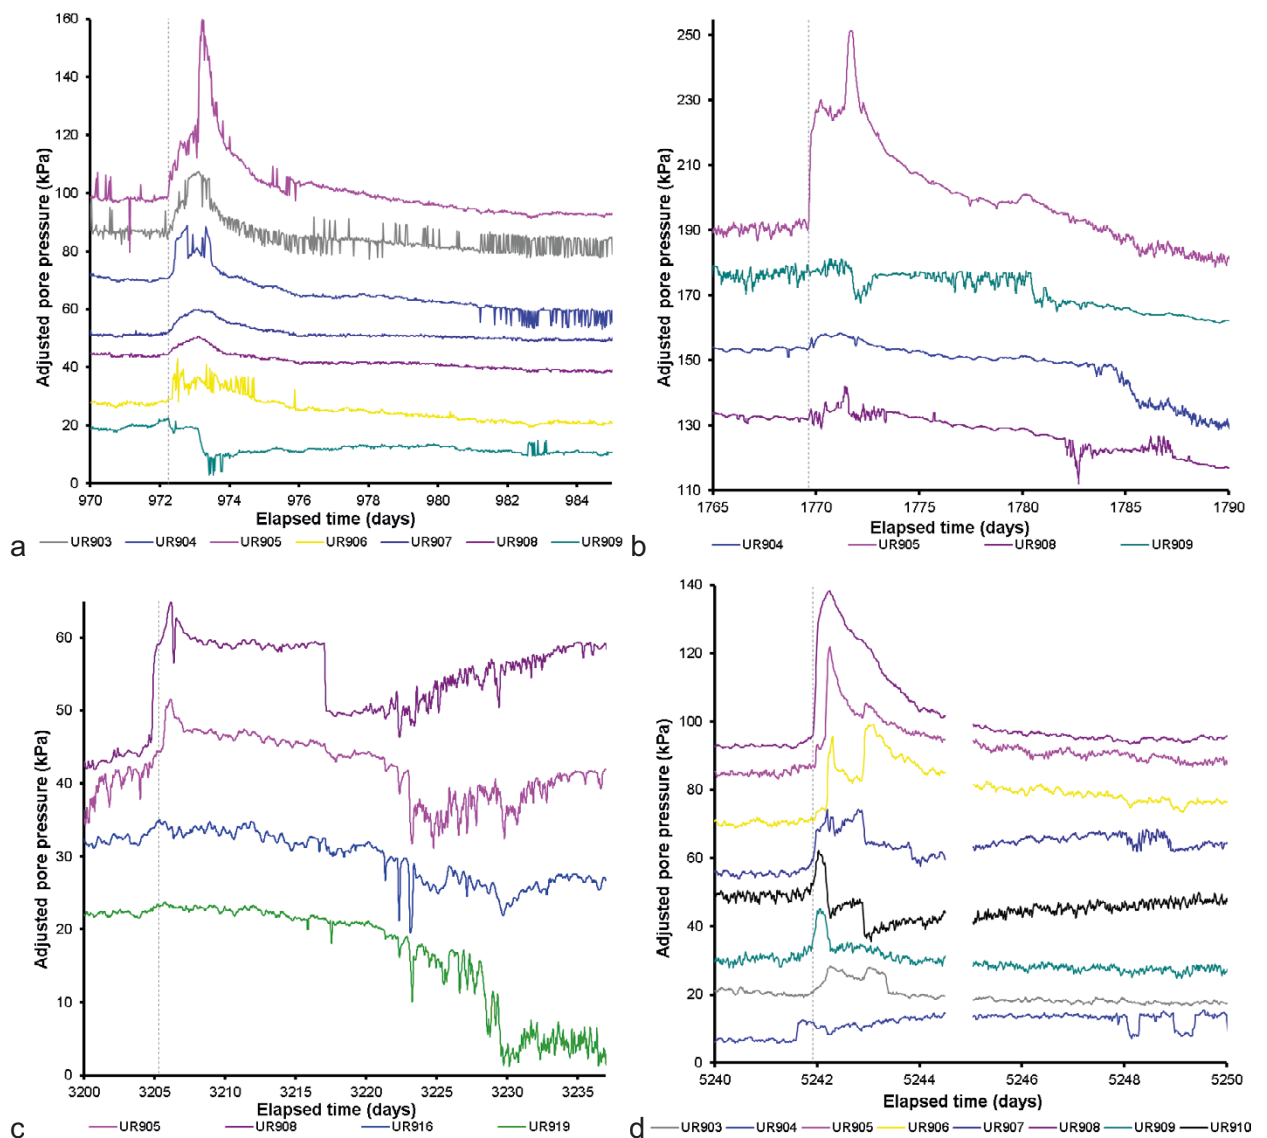 160
140
120
100
80
60
40
20
0
Adjusted pore pressure (kPa)
970 972 974 976 978 980 982 984
Elapsed time (days)
a UR903 UR904 UR905 UR906 UR907 UR908 UR909
250
230
210
190
170
150
130
110
Adjusted pore pressure (kPa)
1765 1770 1775 1780 1785 1790
Elapsed time (days)
b UR904 UR905 UR908 UR909
60
50
40
30
20
10
0
Adjusted pore pressure (kPa)
3200 3205 3210 3215 3220 3225 3230 3235
Elapsed time (days)
c UR905 UR908 UR916 UR919
140
120
100
80
60
40
20
0
Adjusted pore pressure (kPa)
5240 5242 5244 5246 5248 5250
Elapsed time (days)
d UR903 UR904 UR905 UR906 UR907 UR908 UR909 UR910